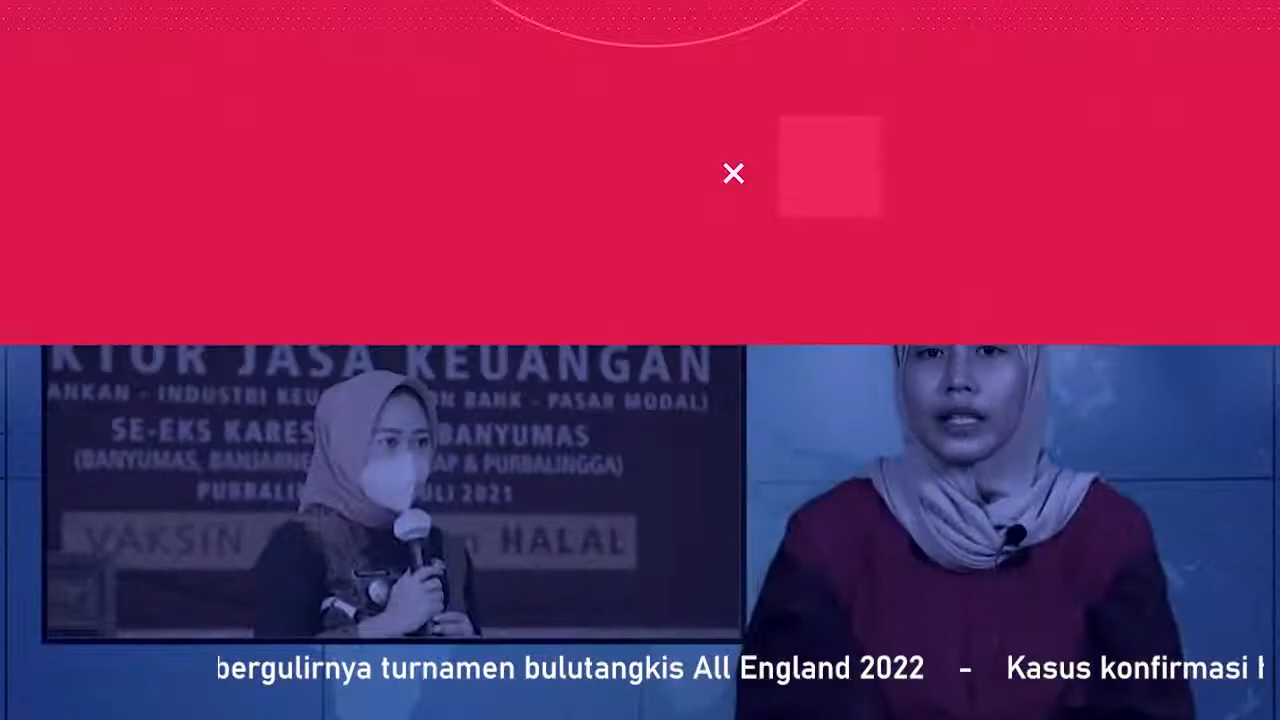 KTOR JASA KEUANGAN
ANKAN - INDUSTRI KEU ON BANK - PASAR MODAL)
SE-EKS KARES BANYUMAS
(BANYUMAS, BANJARNE AP & PURBALINGGA)
PURBALI ULI 2021
VAKSIN n HALAL
bergulirnya turnamen bulutangkis All England 2022 - Kasus konfirmasi